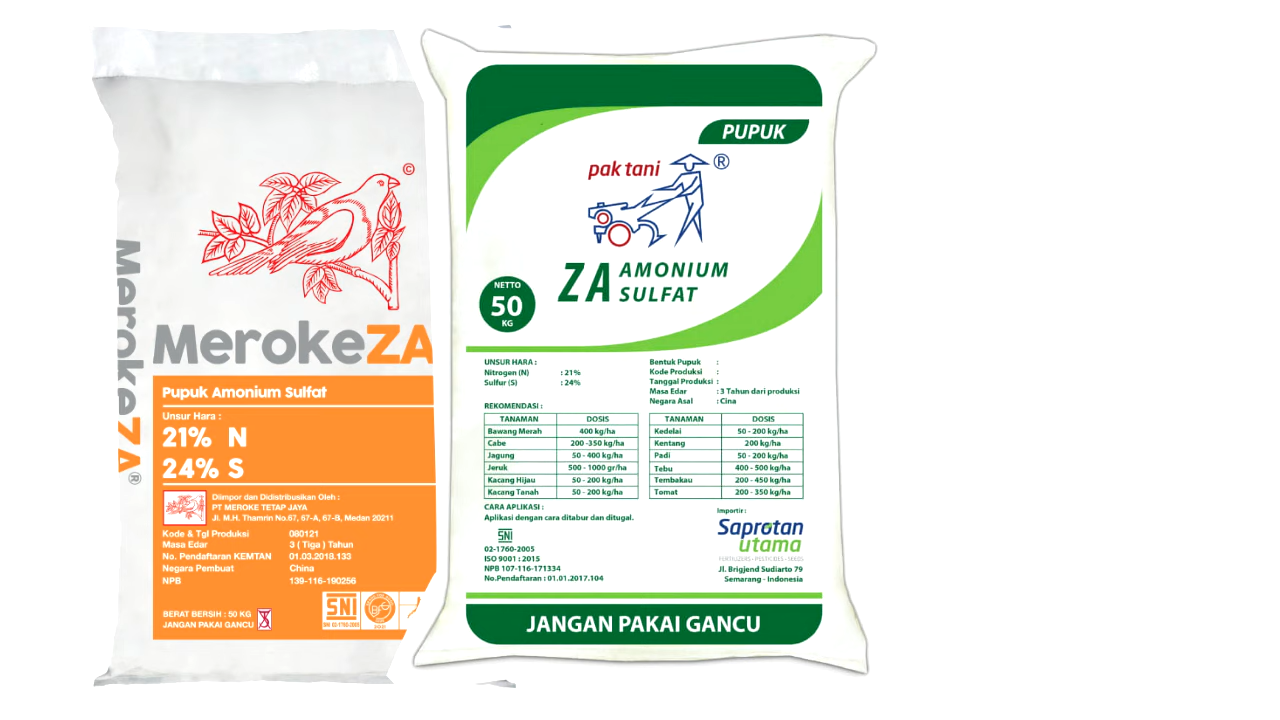 ©
MerokeZA
MerokeZA®
Pupuk Amonium Sulfat
Unsur Hara :
21% N
24% S
Diimpor dan Didistribusikan Oleh :
PT MEROKE TETAP JAYA
Jl. M.H. Thamrin No.67, 67-A, 67-B, Medan 20211
Kode & Tgl Produksi 080121
Masa Edar 3 ( Tiga ) Tahun
No. Pendaftaran KEMTAN 01.03.2018.133
Negara Pembuat China
NPB 139-116-190256
BERAT BERSIH : 50 KG
JANGAN PAKAI GANCU
SNI
SNI 02-1760-2005
PUPUK
pak tani ®
ZA AMONIUM
SULFAT
NETTO
50
KG
UNSUR HARA :
Nitrogen (N) : 21%
Sulfur (S) : 24%
Bentuk Pupuk :
Kode Produksi :
Tanggal Produksi :
Masa Edar : 3 Tahun dari produksi
Negara Asal : Cina
REKOMENDASI :
TANAMAN DOSIS
Bawang Merah 400 kg/ha
Cabe 200 -350 kg/ha
Jagung 50 - 400 kg/ha
Jeruk 500 - 1000 gr/ha
Kacang Hijau 50 - 200 kg/ha
Kacang Tanah 50 - 200 kg/ha
TANAMAN DOSIS
Kedelai 50 - 200 kg/ha
Kentang 200 kg/ha
Padi 50 - 200 kg/ha
Tebu 400 - 500 kg/ha
Tembakau 200 - 450 kg/ha
Tomat 200 - 350 kg/ha
CARA APLIKASI :
Aplikasi dengan cara ditabur dan ditugal.
SNI
02-1760-2005
ISO 9001 : 2015
NPB 107-116-171334
No.Pendaftaran : 01.01.2017.104
Importir :
Saprotan
utama
FERTILIZERS - PESTICIDES - SEEDS
Jl. Brigjend Sudiarto 79
Semarang - Indonesia
JANGAN PAKAI GANCU